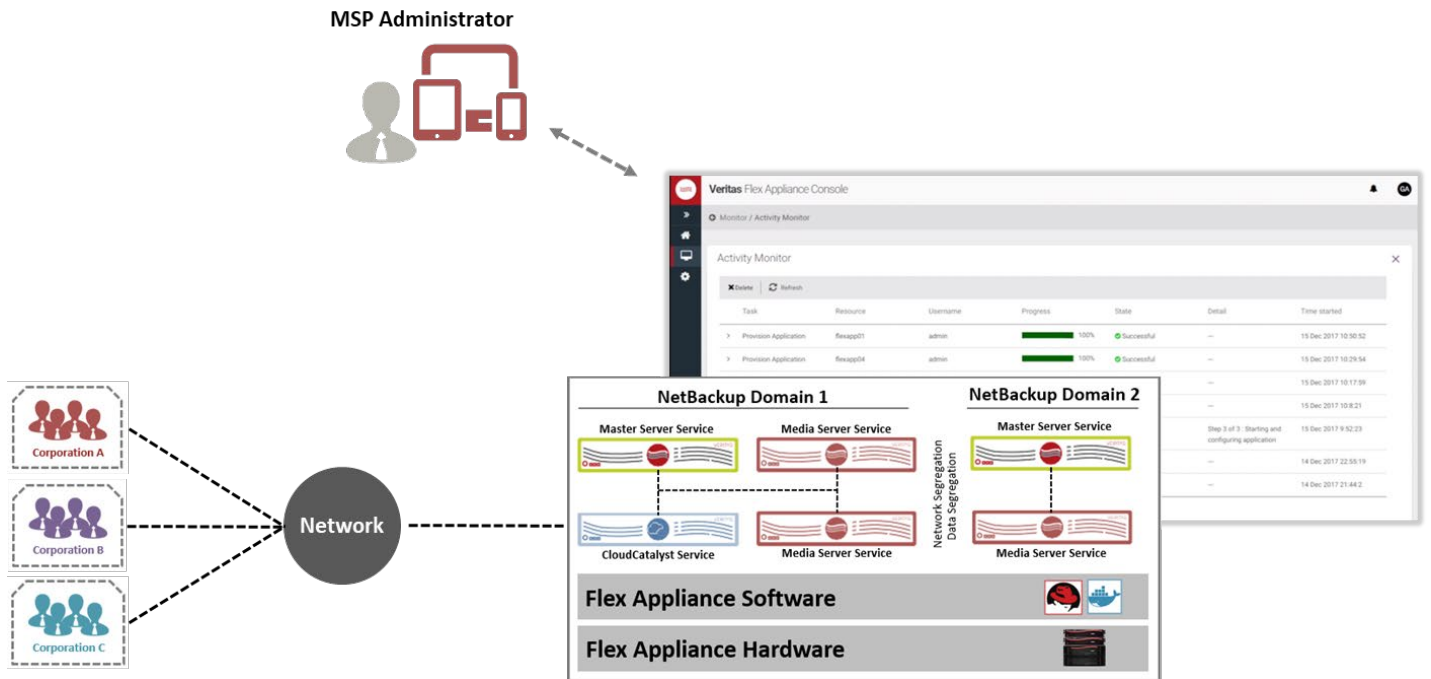 MSP Administrator
Veritas Flex Appliance Console
GA
Monitor / Activity Monitor
Activity Monitor
Delete Refresh
Task Resource Username Progress State Detail Time started
Provision Application flexapp01 admin 100% Successful — 15 Dec 2017 10:50:52
Provision Application flexapp04 admin 100% Successful — 15 Dec 2017 10:29:54
— 15 Dec 2017 10:17:59
— 15 Dec 2017 10:8:21
Step 3 of 3 : Starting and 15 Dec 2017 9:52:23
configuring application
— 14 Dec 2017 22:55:19
— 14 Dec 2017 21:44:2
Corporation A
Corporation B
Corporation C
Network
NetBackup Domain 1
NetBackup Domain 2
Master Server Service
Media Server Service
Master Server Service
Network Segregation
Data Segregation
CloudCatalyst Service
Media Server Service
Media Server Service
Flex Appliance Software
Flex Appliance Hardware